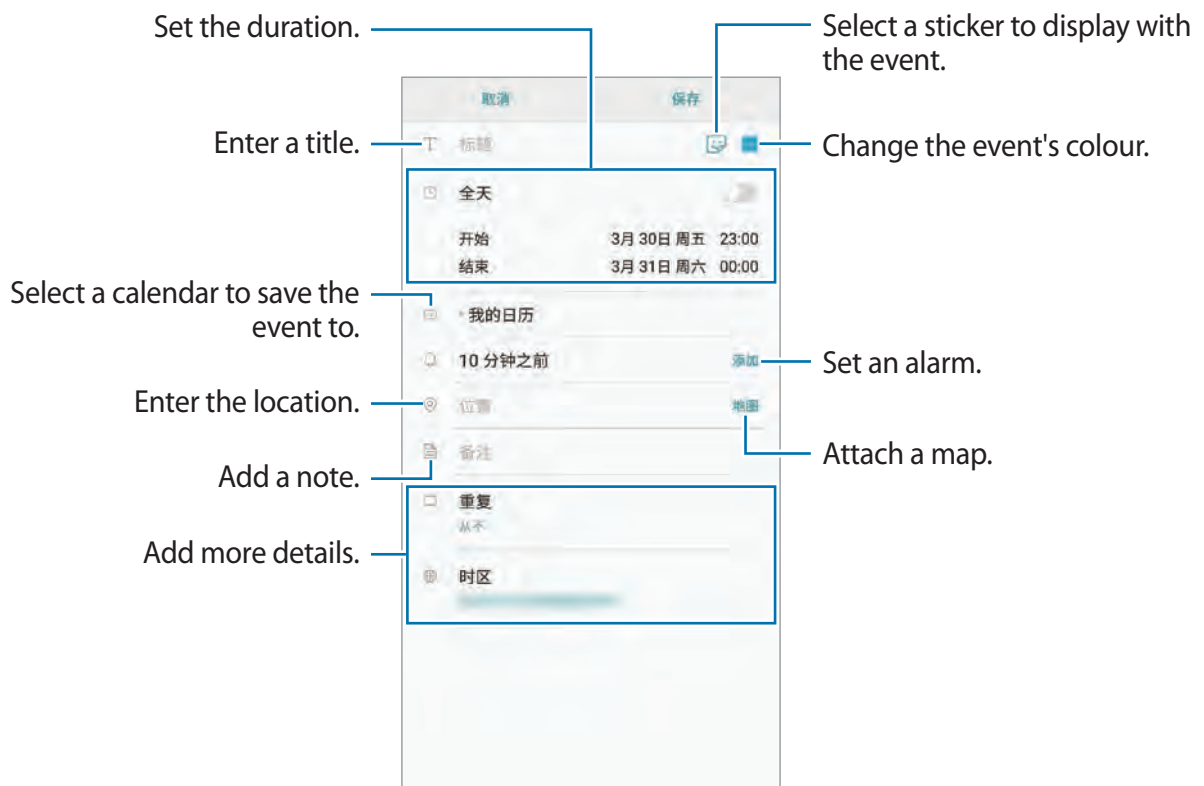 Set the duration.
Select a sticker to display with
the event.
取消
保存
Enter a title.
标题
Change the event's colour.
全天
开始 3月 30日 周五 23:00
结束 3月 31日 周六 00:00
Select a calendar to save the
event to.
我的日历
10 分钟之前
添加
Set an alarm.
Enter the location.
位置
地图
Add a note.
备注
Attach a map.
重复
从不
Add more details.
时区